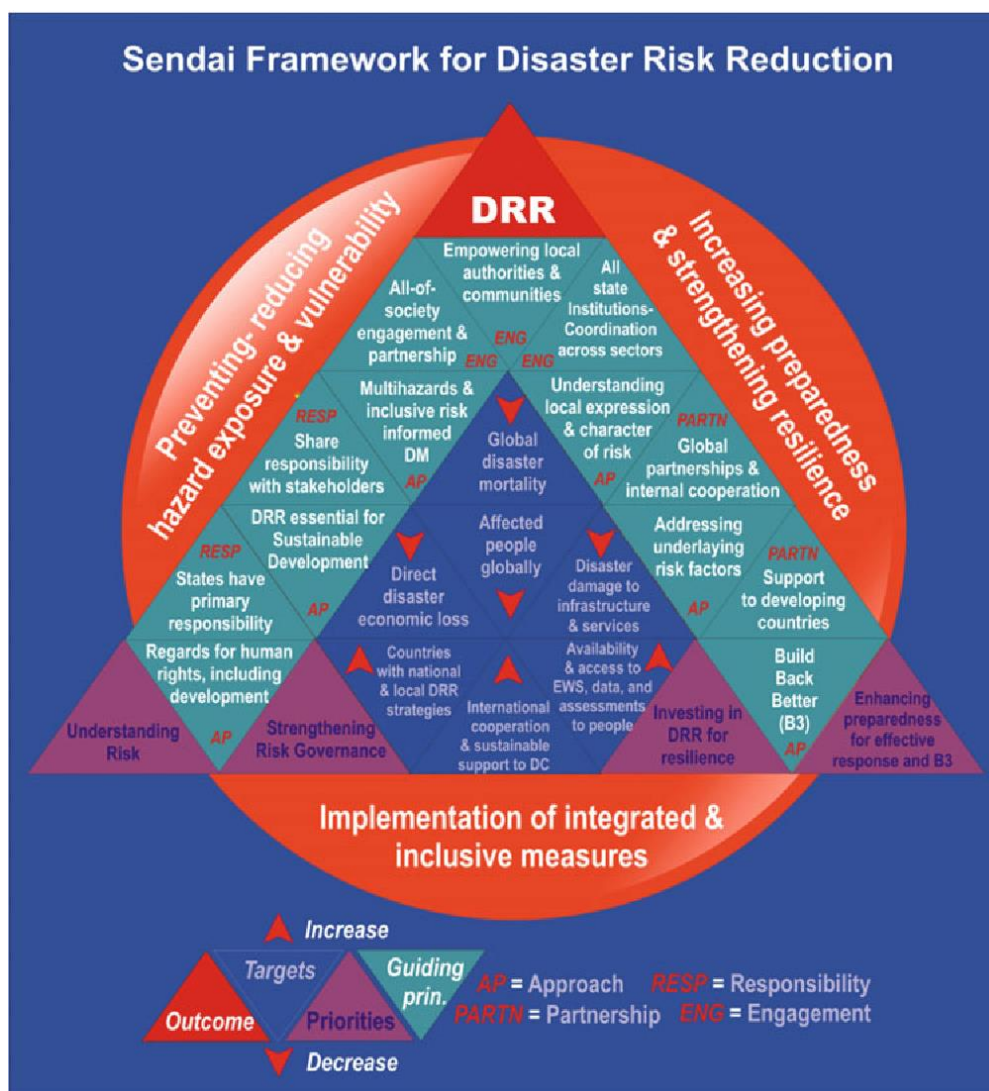 Sendai Framework for Disaster Risk Reduction
DRR
Preventing- reducing
hazard exposure & vulnerability
Increasing preparedness
& strengthening resilience
Empowering local
authorities &
communities
ENG
All-of-
society
engagement &
partnership
ENG
All
state
Institutions-
Coordination
across sectors
ENG
RESP
Share
responsibility
with stakeholders
Multihazards &
inclusive risk
informed
DM
AP
Global
disaster
mortality
Understanding
local expression
& character
of risk
AP
PARTN
Global
partnerships &
internal cooperation
RESP
States have
primary
responsibility
DRR essential for
Sustainable
Development
AP
Direct
disaster
economic loss
Affected
people
globally
Disaster
damage to
infrastructure
& services
Addressing
underlaying
risk factors
AP
PARTN
Support
to developing
countries
Understanding
Risk
Regards for human
rights, including
development
AP
Strengthening
Risk Governance
Countries
with national
& local DRR
strategies
International
cooperation
& sustainable
support to DC
Availability
& access to
EWS, data, and
assessments
to people
Investing in
DRR for
resilience
Build
Back
Better
(B3)
AP
Enhancing
preparedness
for effective
response and B3
Implementation of integrated &
inclusive measures
Increase
Outcome
Targets
Priorities
Guiding
prin.
Decrease
AP = Approach RESP = Responsibility
PARTN = Partnership ENG = Engagement